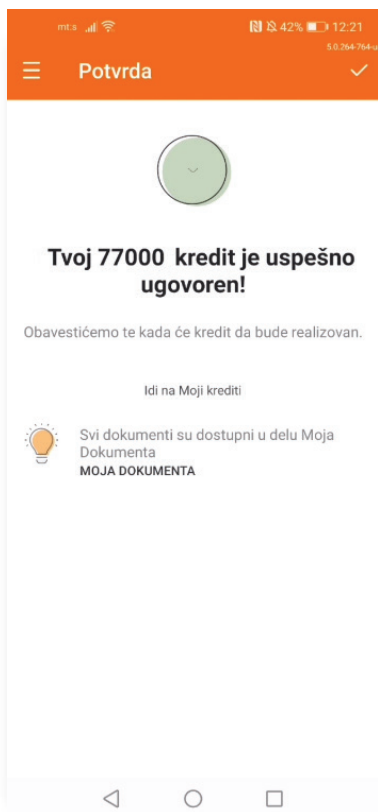 mt:s 42% 12:21
5.0.264-764-u
Potvrda
Tvoj 77000 kredit je uspešno
ugovoren!
Obavestićemo te kada će kredit da bude realizovan.
Idi na Moji krediti
Svi dokumenti su dostupni u delu Moja
Dokumenta
MOJA DOKUMENTA